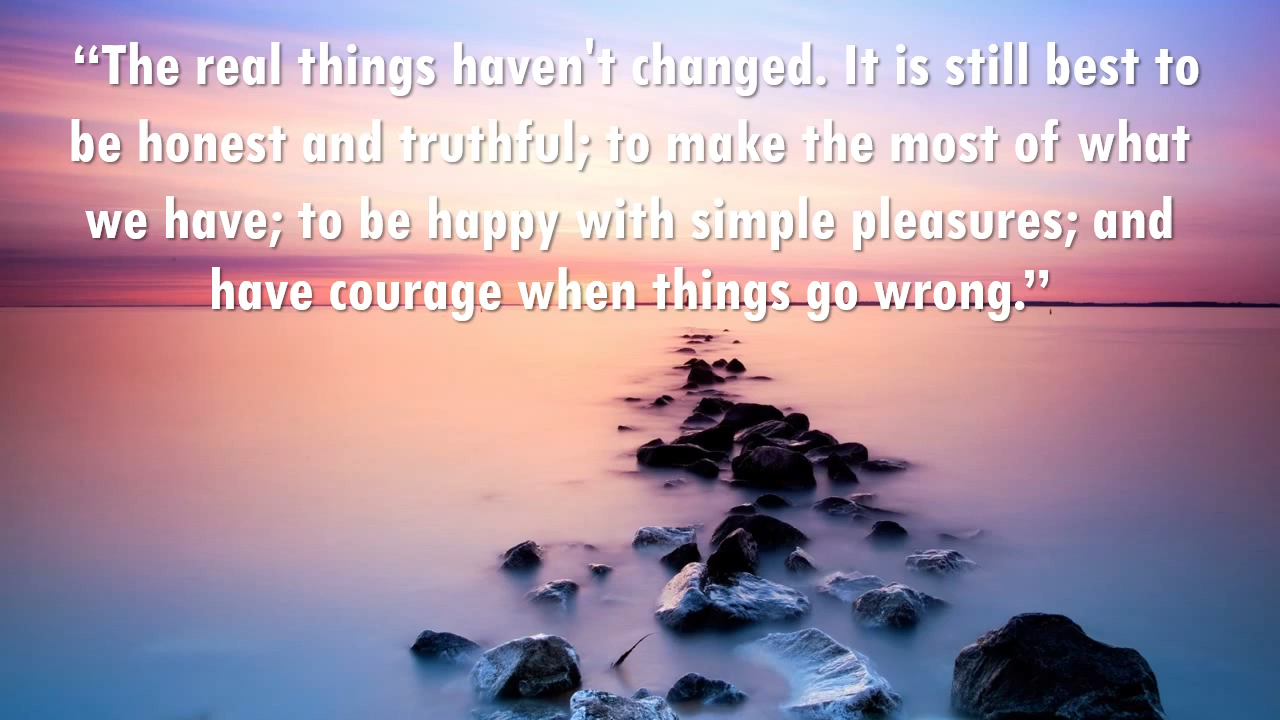 “The real things haven't changed. It is still best to
be honest and truthful; to make the most of what
we have; to be happy with simple pleasures; and
have courage when things go wrong.”